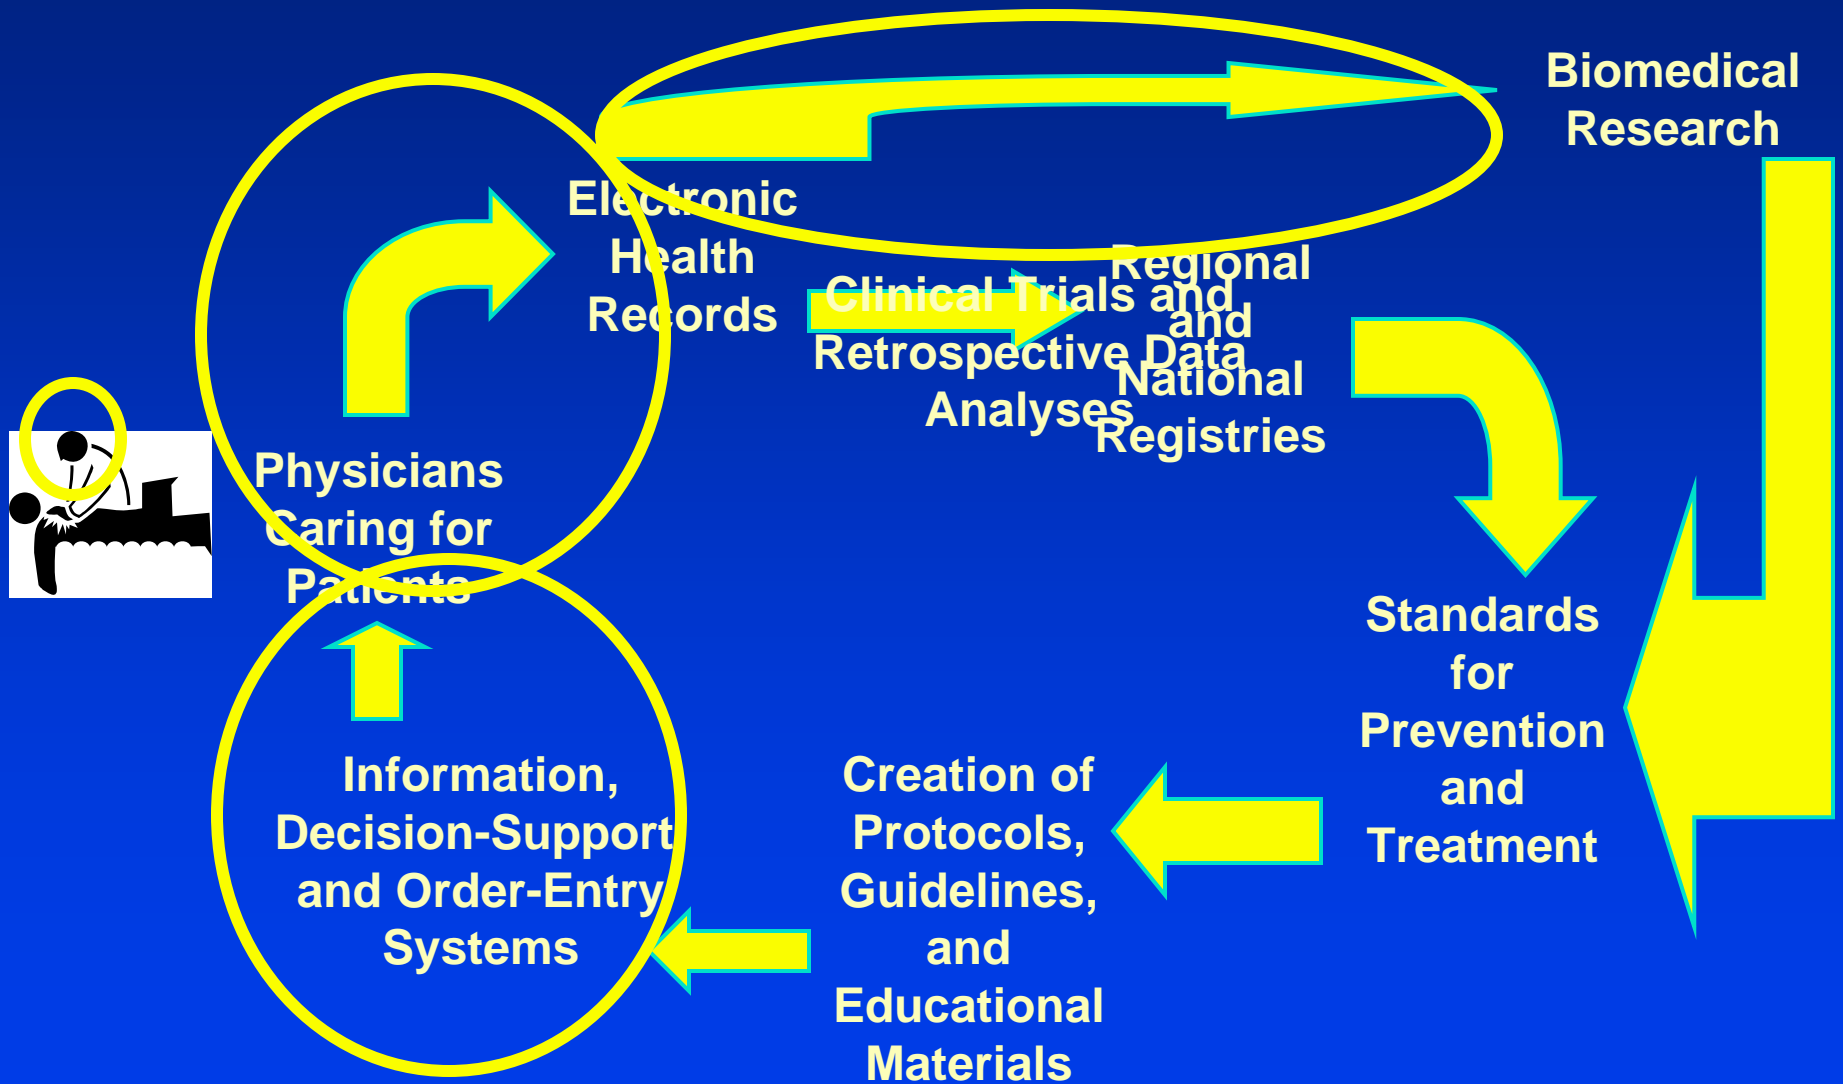 Biomedical
Research
Electronic
Health
Records
Clinical Trials and
Retrospective Data
Analyses
Regional
and
National
Registries
Physicians
Caring for
Patients
Standards
for
Prevention
and
Treatment
Information,
Decision-Support
and Order-Entry
Systems
Creation of
Protocols,
Guidelines,
and
Educational
Materials